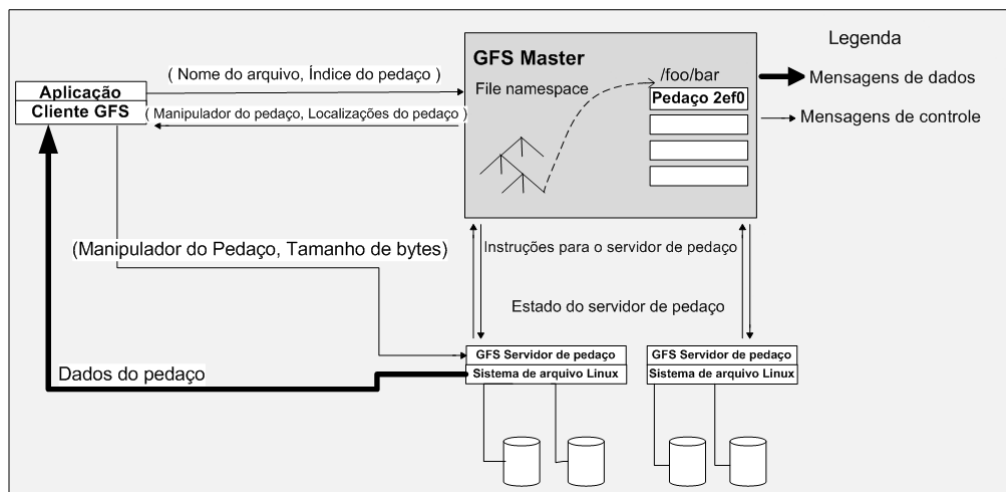 Legenda
Mensagens de dados
Mensagens de controle
GFS Master
File namespace
/foo/bar
Pedaço 2ef0
( Nome do arquivo, Índice do pedaço )
Aplicação
Cliente GFS
( Manipulador do pedaço, Localizações do pedaço )
(Manipulador do Pedaço, Tamanho de bytes)
Instruções para o servidor de pedaço
Estado do servidor de pedaço
GFS Servidor de pedaço
Sistema de arquivo Linux
GFS Servidor de pedaço
Sistema de arquivo Linux
Dados do pedaço